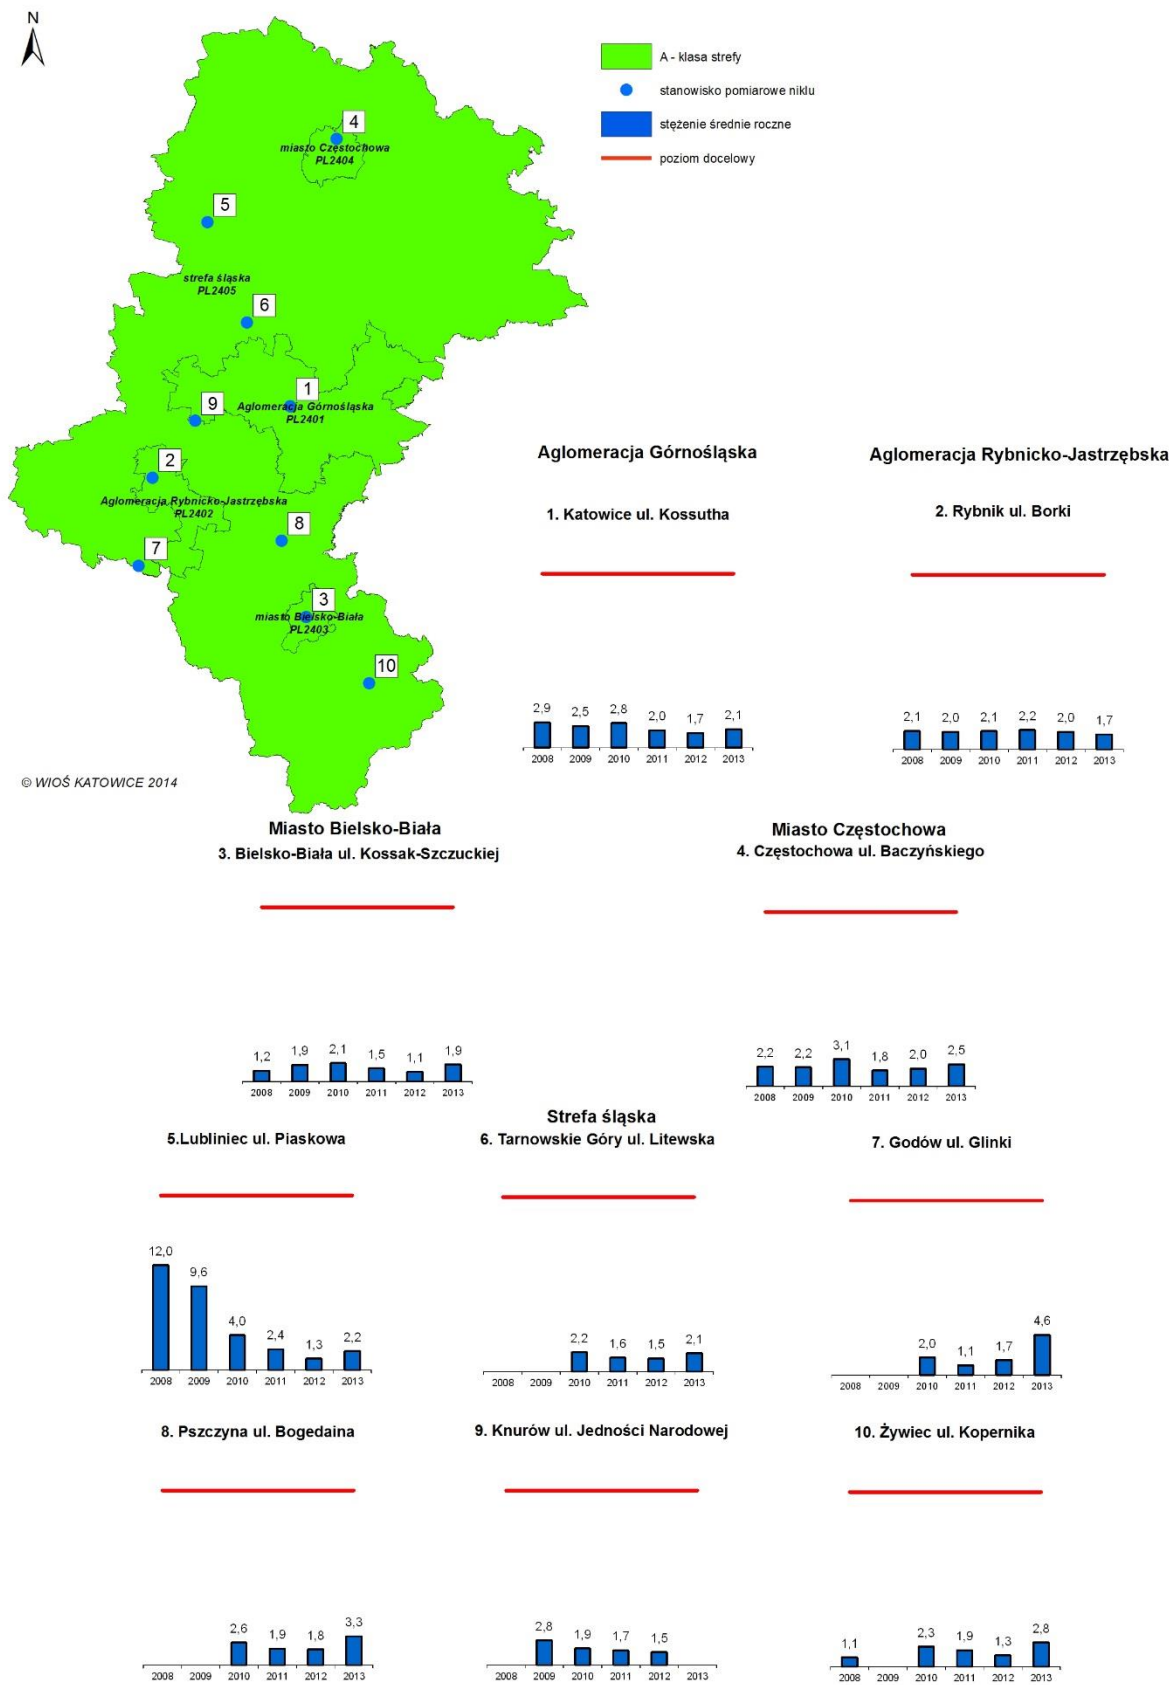 N
A - klasa strefy
stanowisko pomiarowe niklu
stężenie średnie roczne
poziom docelowy
4
miasto Częstochowa
PL2404
5
strefa śląska
PL2405
6
1
Aglomeracja Górnośląska
PL2401
9
2
Aglomeracja Rybnicko-Jastrzębska
PL2402
8
7
3
miasto Bielsko-Biała
PL2403
10
© WIOŚ KATOWICE 2014
Aglomeracja Górnośląska
1. Katowice ul. Kossutha
2,9 2,5 2,8 2,0 1,7 2,1
2008 2009 2010 2011 2012 2013
Aglomeracja Rybnicko-Jastrzębska
2. Rybnik ul. Borki
2,1 2,0 2,1 2,2 2,0 1,7
2008 2009 2010 2011 2012 2013
Miasto Bielsko-Biała
3. Bielsko-Biała ul. Kossak-Szczuckiej
1,2 1,9 2,1 1,5 1,1 1,9
2008 2009 2010 2011 2012 2013
Miasto Częstochowa
4. Częstochowa ul. Baczyńskiego
2,2 2,2 3,1 1,8 2,0 2,5
2008 2009 2010 2011 2012 2013
Strefa śląska
5.Lubliniec ul. Piaskowa
12,0 9,6 4,0 2,4 1,3 2,2
2008 2009 2010 2011 2012 2013
6. Tarnowskie Góry ul. Litewska
2,2 1,6 1,5 2,1
2008 2009 2010 2011 2012 2013
7. Godów ul. Glinki
2,0 1,1 1,7 4,6
2008 2009 2010 2011 2012 2013
8. Pszczyna ul. Bogedaina
2,6 1,9 1,8 3,3
2008 2009 2010 2011 2012 2013
9. Knurów ul. Jedności Narodowej
2,8 1,9 1,7 1,5
2008 2009 2010 2011 2012 2013
10. Żywiec ul. Kopernika
1,1 2,3 1,9 1,3 2,8
2008 2009 2010 2011 2012 2013